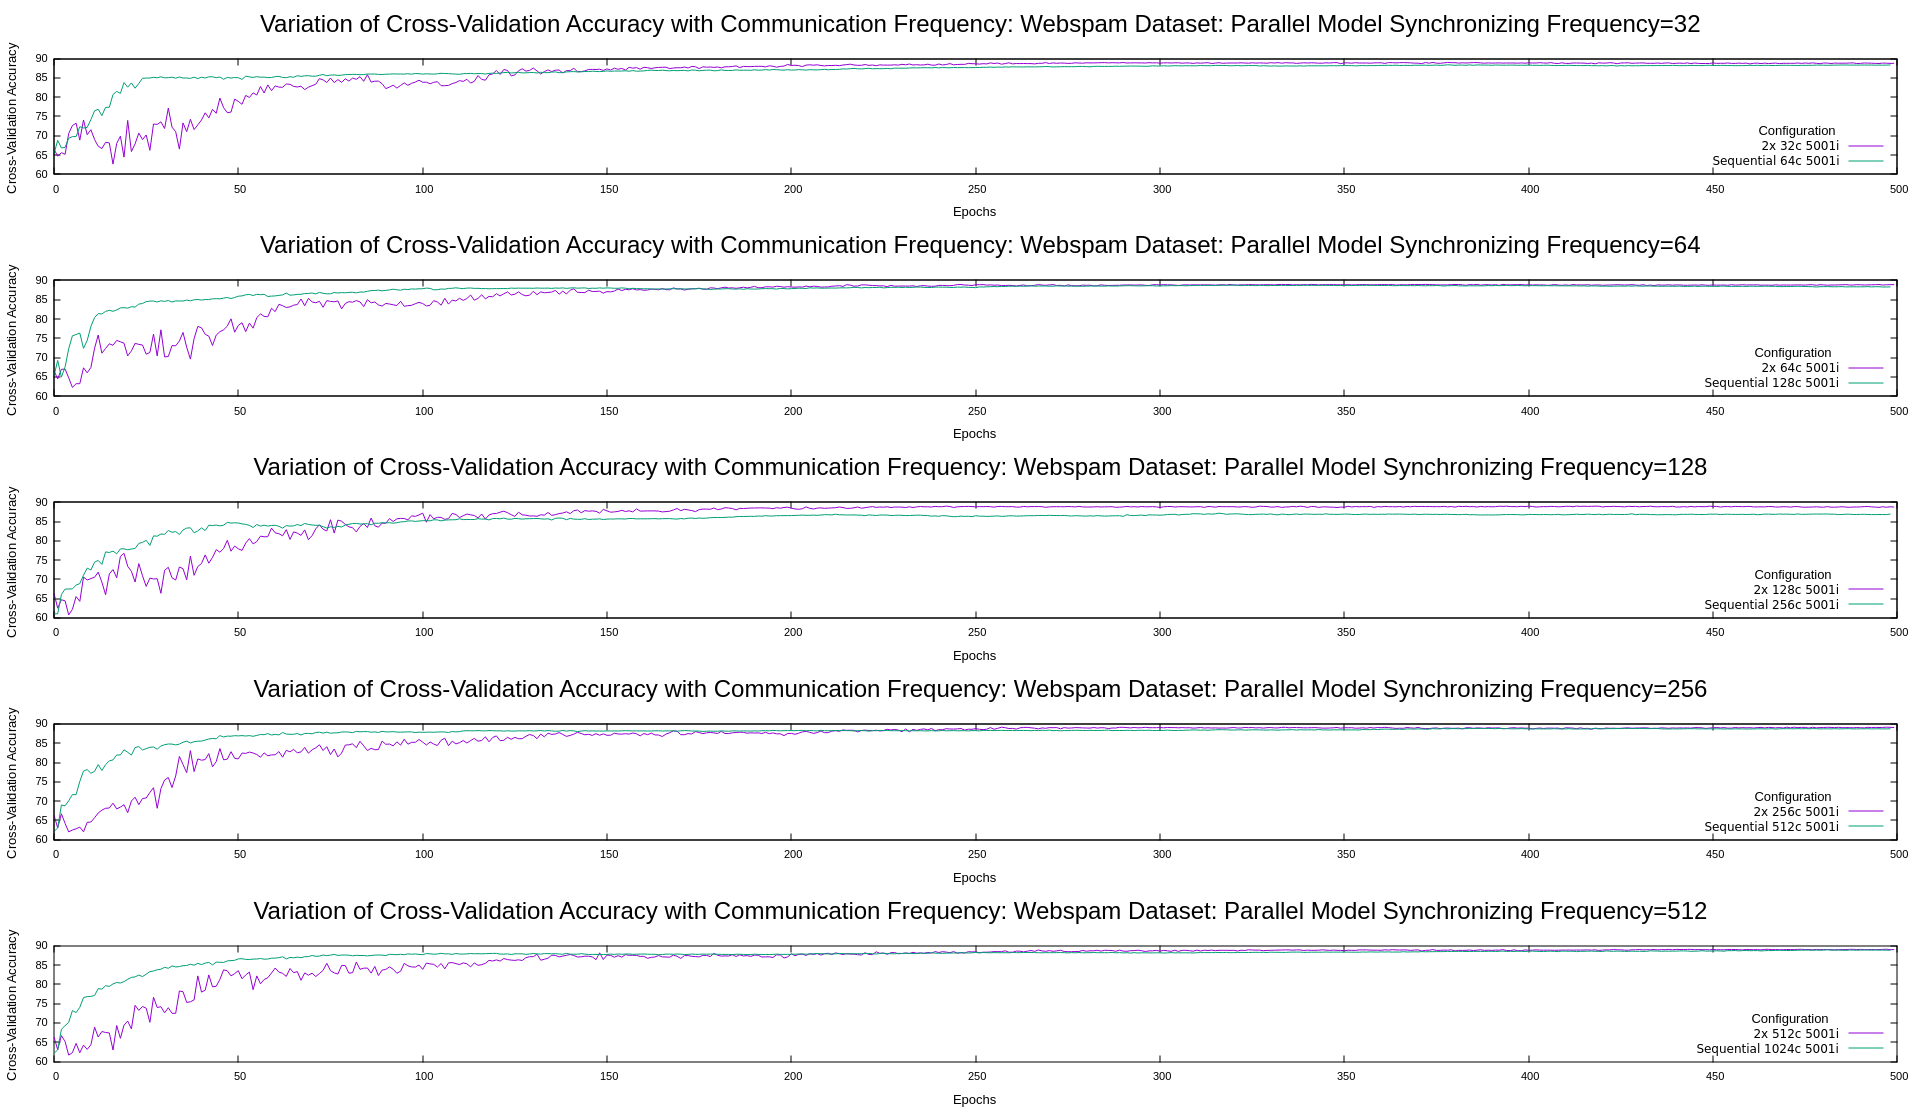 Variation of Cross-Validation Accuracy with Communication Frequency: Webspam Dataset: Parallel Model Synchronizing Frequency=32
Cross-Validation Accuracy
90
85
80
75
70
65
60
Configuration
2x 32c 5001i
Sequential 64c 5001i
0 50 100 150 200 250 300 350 400 450 500
Epochs
Variation of Cross-Validation Accuracy with Communication Frequency: Webspam Dataset: Parallel Model Synchronizing Frequency=64
Cross-Validation Accuracy
90
85
80
75
70
65
60
Configuration
2x 64c 5001i
Sequential 128c 5001i
0 50 100 150 200 250 300 350 400 450 500
Epochs
Variation of Cross-Validation Accuracy with Communication Frequency: Webspam Dataset: Parallel Model Synchronizing Frequency=128
Cross-Validation Accuracy
90
85
80
75
70
65
60
Configuration
2x 128c 5001i
Sequential 256c 5001i
0 50 100 150 200 250 300 350 400 450 500
Epochs
Variation of Cross-Validation Accuracy with Communication Frequency: Webspam Dataset: Parallel Model Synchronizing Frequency=256
Cross-Validation Accuracy
90
85
80
75
70
65
60
Configuration
2x 256c 5001i
Sequential 512c 5001i
0 50 100 150 200 250 300 350 400 450 500
Epochs
Variation of Cross-Validation Accuracy with Communication Frequency: Webspam Dataset: Parallel Model Synchronizing Frequency=512
Cross-Validation Accuracy
90
85
80
75
70
65
60
Configuration
2x 512c 5001i
Sequential 1024c 5001i
0 50 100 150 200 250 300 350 400 450 500
Epochs